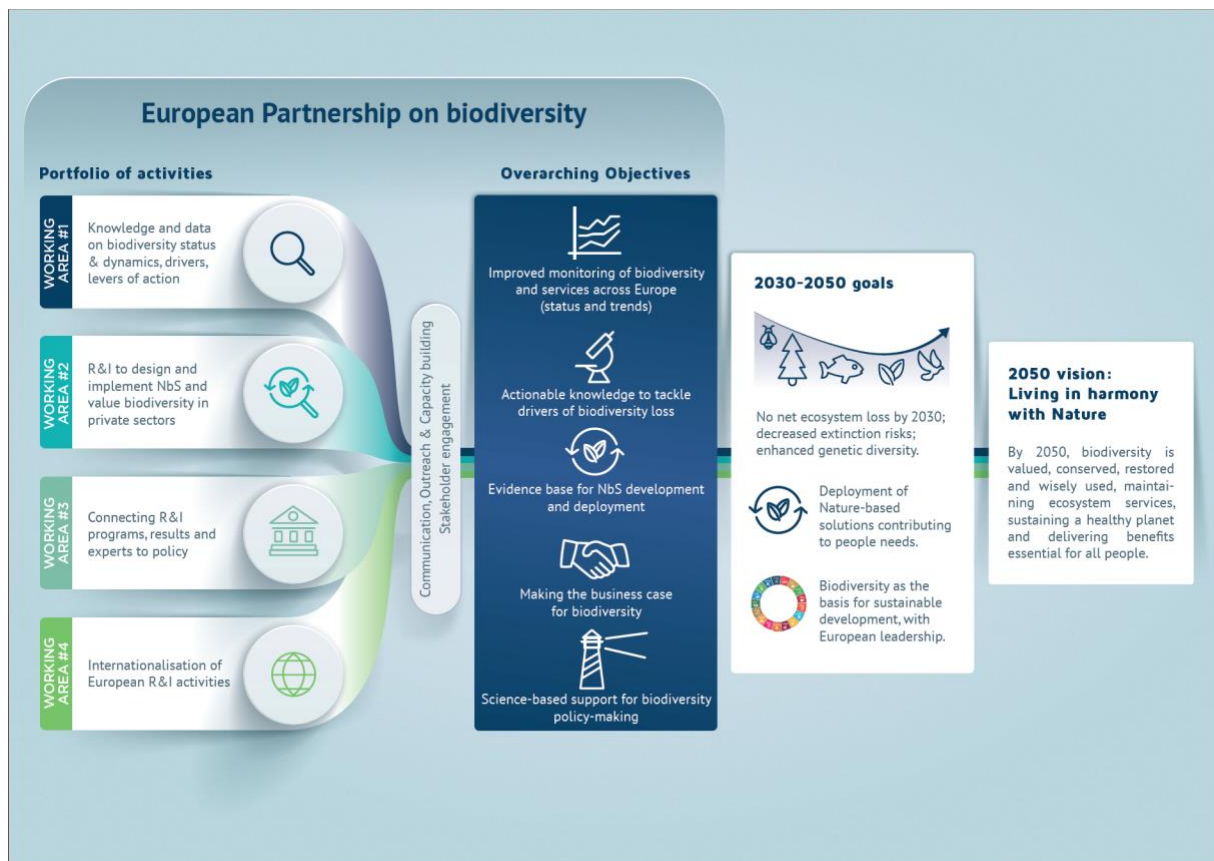 European Partnership on biodiversity
Portfolio of activities
WORKING
AREA #1
Knowledge and data
on biodiversity status
& dynamics, drivers,
levers of action
WORKING
AREA #2
R&I to design and
implement NbS and
value biodiversity in
private sectors
WORKING
AREA #3
Connecting R&I
programs, results and
experts to policy
WORKING
AREA #4
Internationalisation of
European R&I activities
Communication, Outreach & Capacity building
Stakeholder engagement
Overarching Objectives
Improved monitoring of biodiversity
and services across Europe
(status and trends)
Actionable knowledge to tackle
drivers of biodiversity loss
Evidence base for NbS development
and deployment
Making the business case
for biodiversity
Science-based support for biodiversity
policy-making
2030-2050 goals
No net ecosystem loss by 2030;
decreased extinction risks;
enhanced genetic diversity.
Deployment of
Nature-based
solutions contributing
to people needs.
Biodiversity as the
basis for sustainable
development, with
European leadership.
2050 vision:
Living in harmony
with Nature
By 2050, biodiversity is
valued, conserved, restored
and wisely used, maintai-
ning ecosystem services,
sustaining a healthy planet
and delivering benefits
essential for all people.